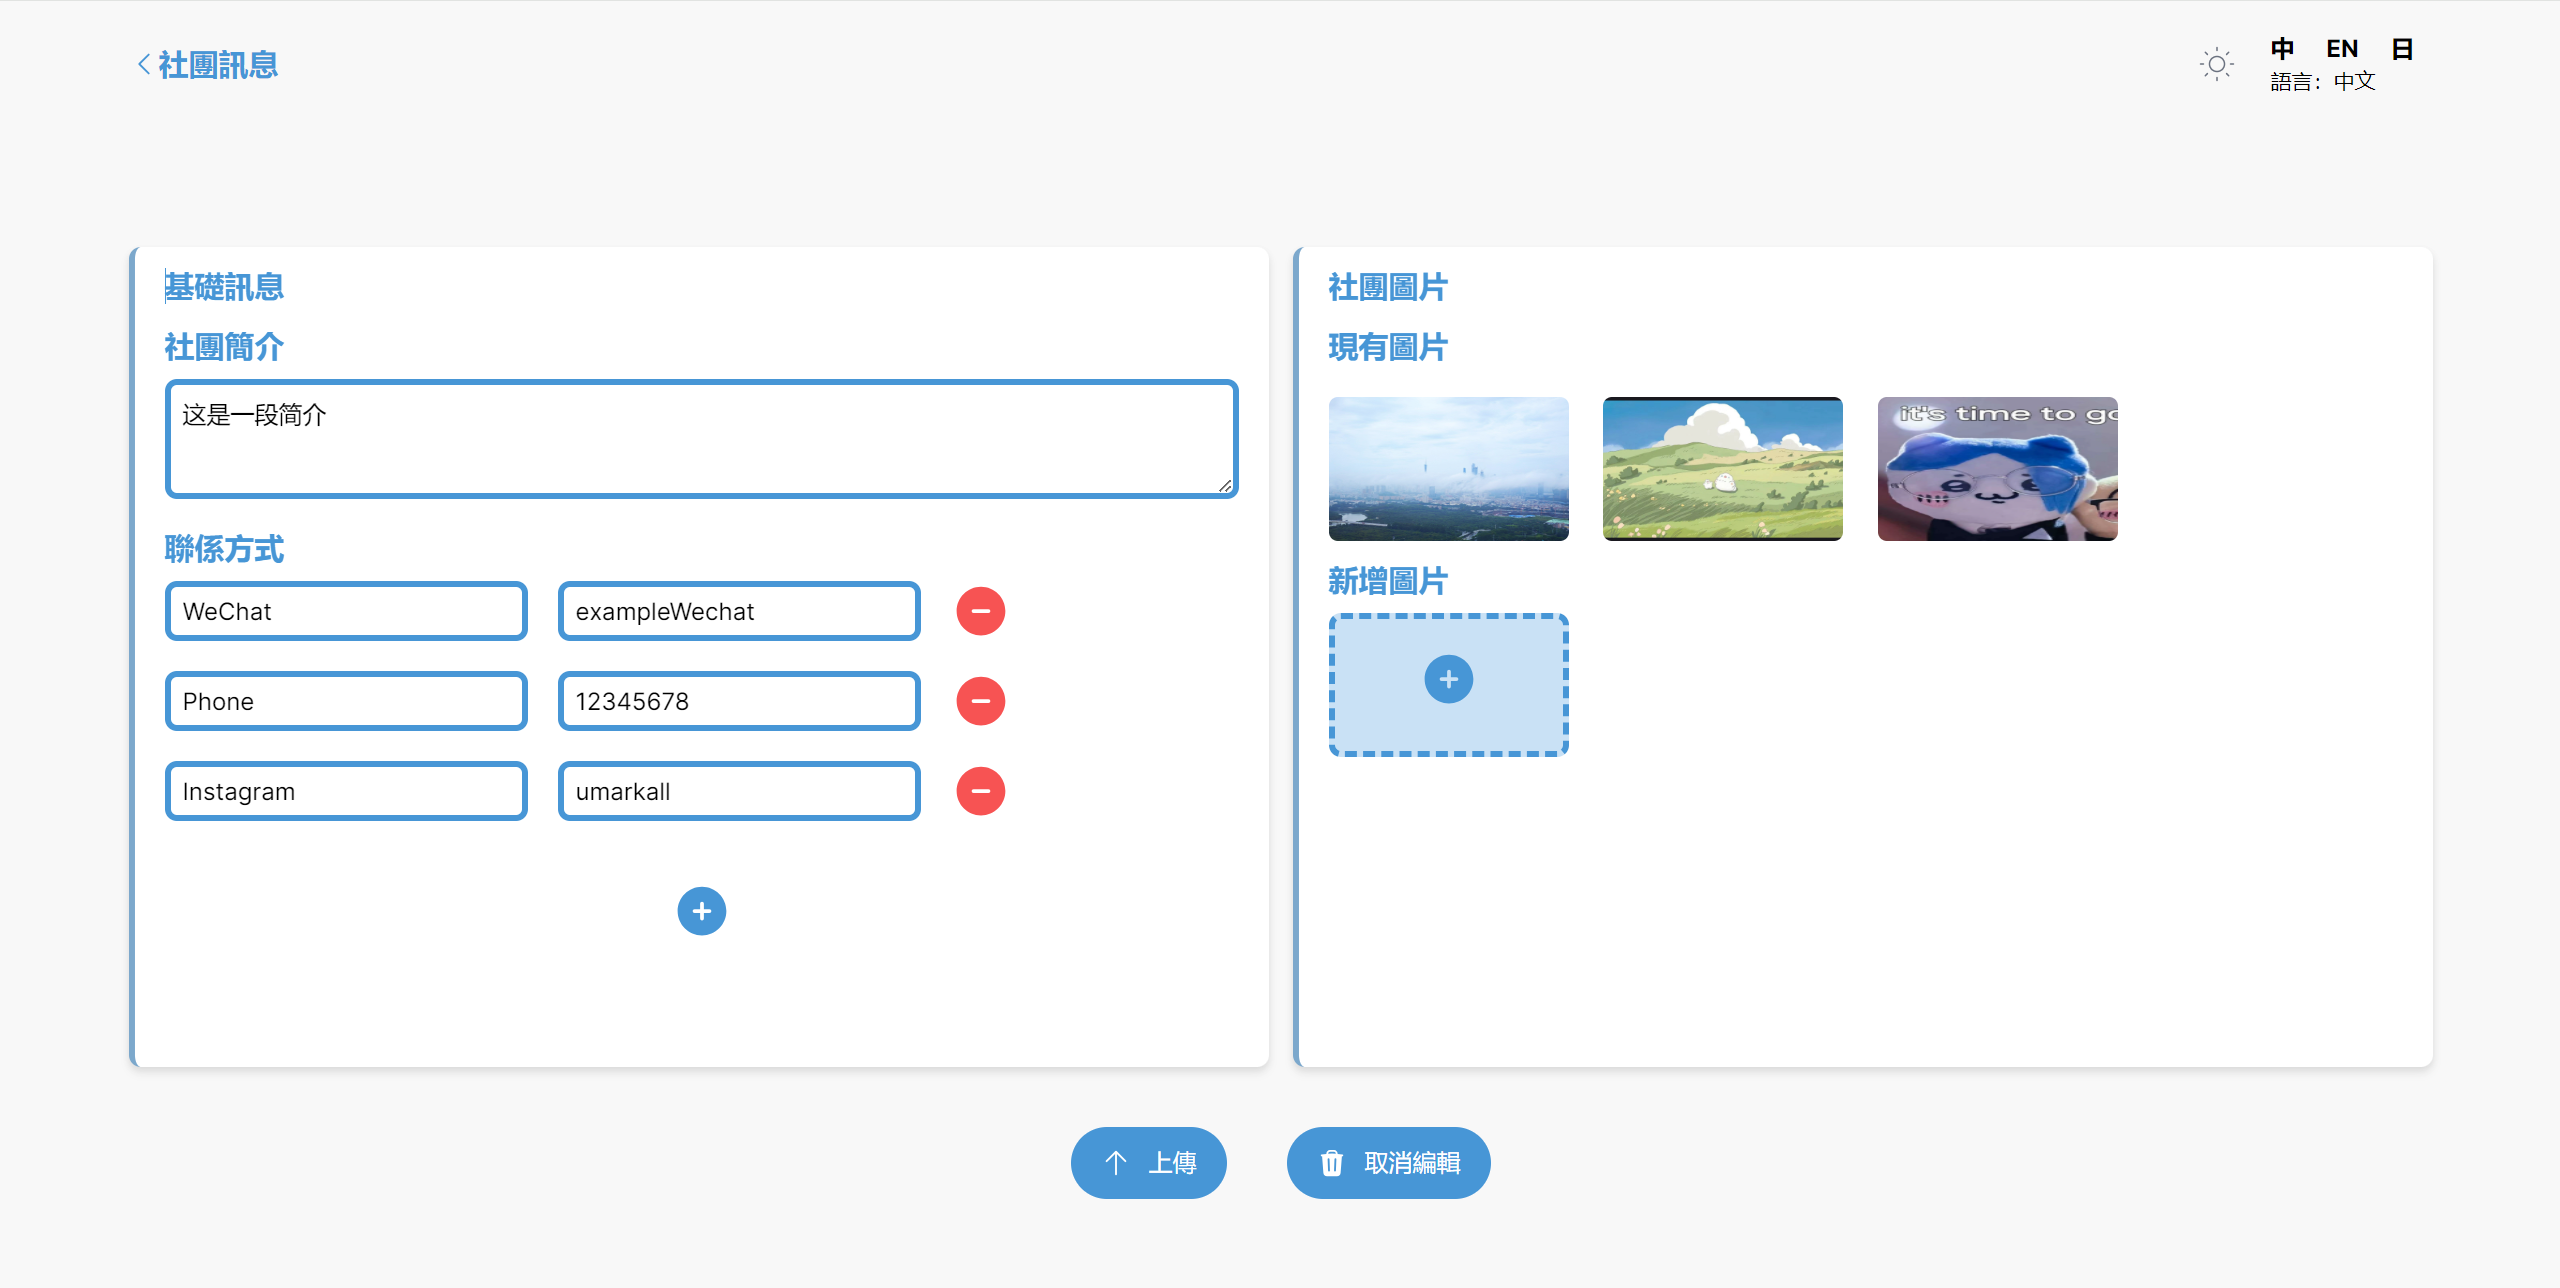 社團訊息
中 EN 日
語言：中文
基礎訊息
社團簡介
这是一段简介
聯係方式
WeChat exampleWechat
Phone 12345678
Instagram umarkall
社團圖片
現有圖片
it's time to go
新增圖片
上傳 取消編輯